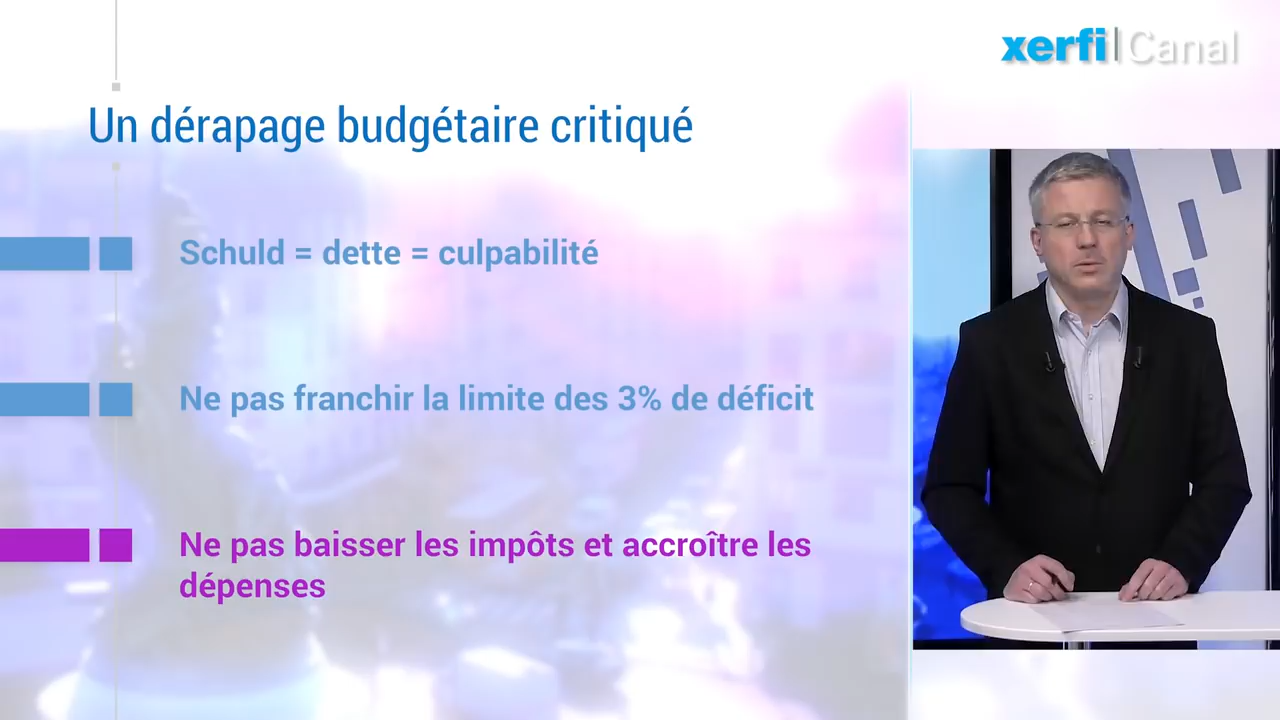 xerfi Canal
Un dérapage budgétaire critiqué
Schuld = dette = culpabilité
Ne pas franchir la limite des 3% de déficit
Ne pas baisser les impôts et accroître les
dépenses